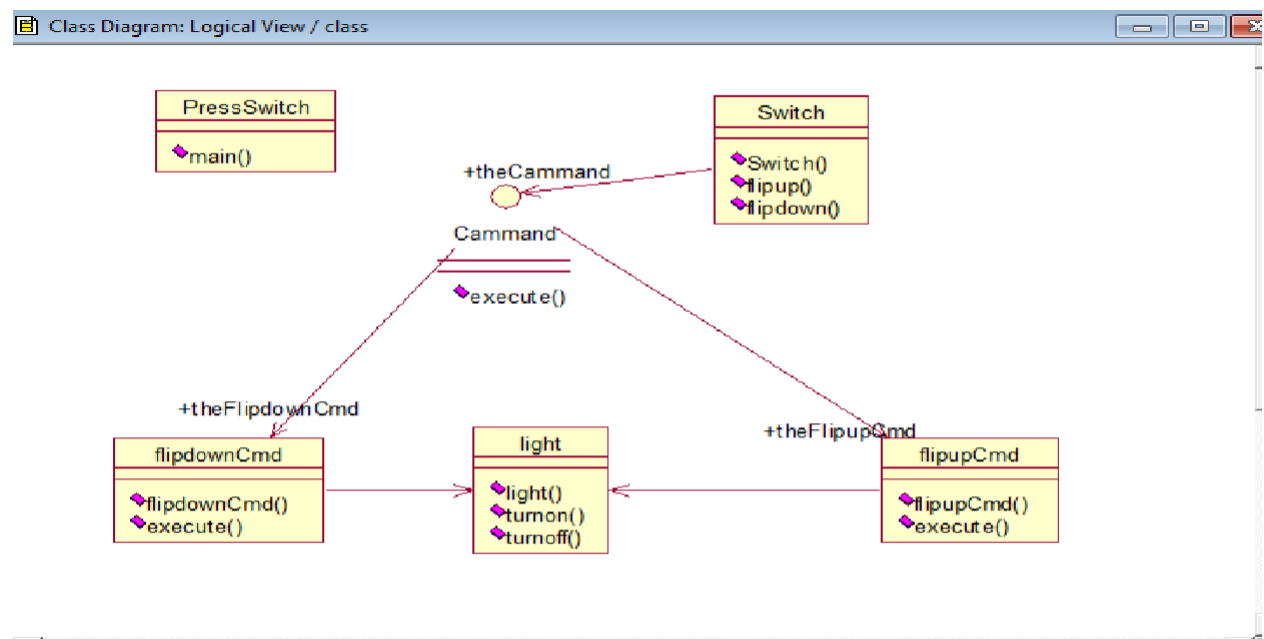 Class Diagram: Logical View / class
PressSwitch
main()
Switch
Switch()
flipup()
flipdown()
+theCammand
Cammand
execute()
+theFlipdownCmd
flipdownCmd
flipdownCmd()
execute()
light
light()
turnon()
turnoff()
+theFlipupCmd
flipupCmd
flipupCmd()
execute()